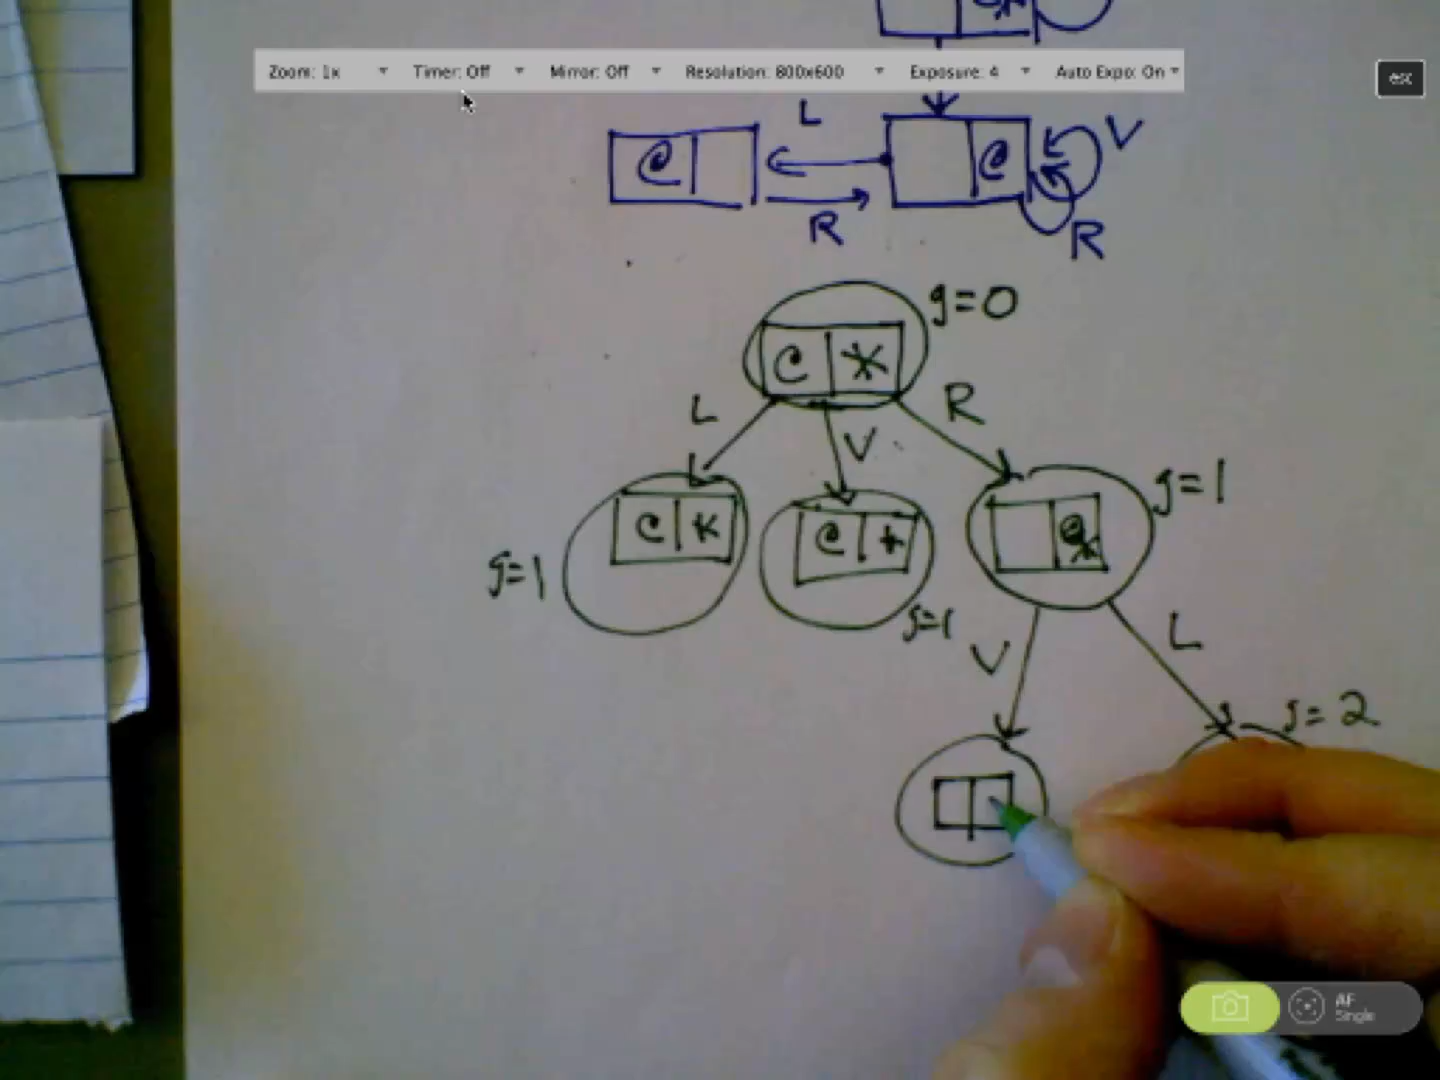 Zoom: 1x Timer: Off Mirror: Off Resolution: 800x600 Exposure: 4 Auto Expo: On
esc
L
V
R
R
g=0
L
V
R
g=1
g=1
g=1
V
L
g=2
AF
Single